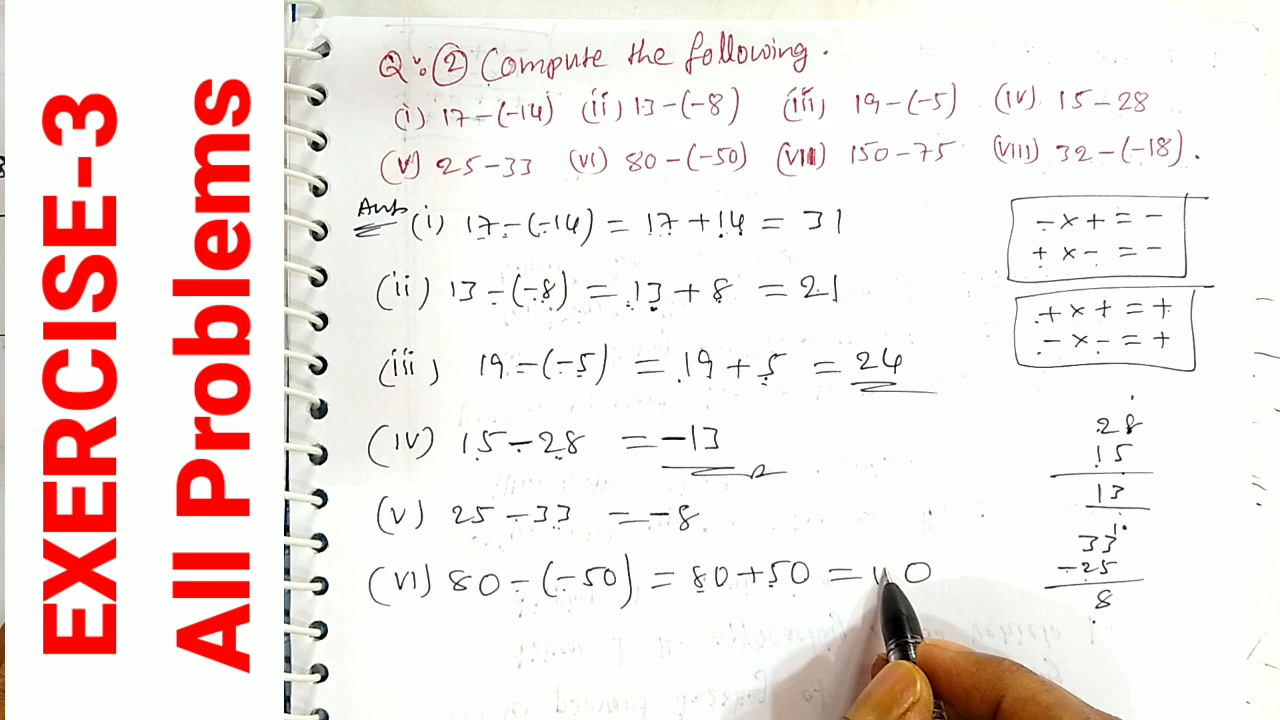 EXERCISE-3
All Problems
Q:② Compute the following.
(i) 17-(-14) (ii) 13-(-8) (iii) 19-(-5) (iv) 15-28
(v) 25-33 (vi) 80-(-50) (vii) 150-75 (viii) 32-(-18).
Ans (i) 17-(-14) = 17+14 = 31
(ii) 13-(-8) = 13+8 = 21
(iii) 19-(-5) = 19+5 = 24
(iv) 15-28 = -13
(v) 25-33 = -8
(vi) 80-(-50) = 80+50 =
- x + = -
+ x - = -
+ x + = +
- x - = +
28
15
13
33
-25
8